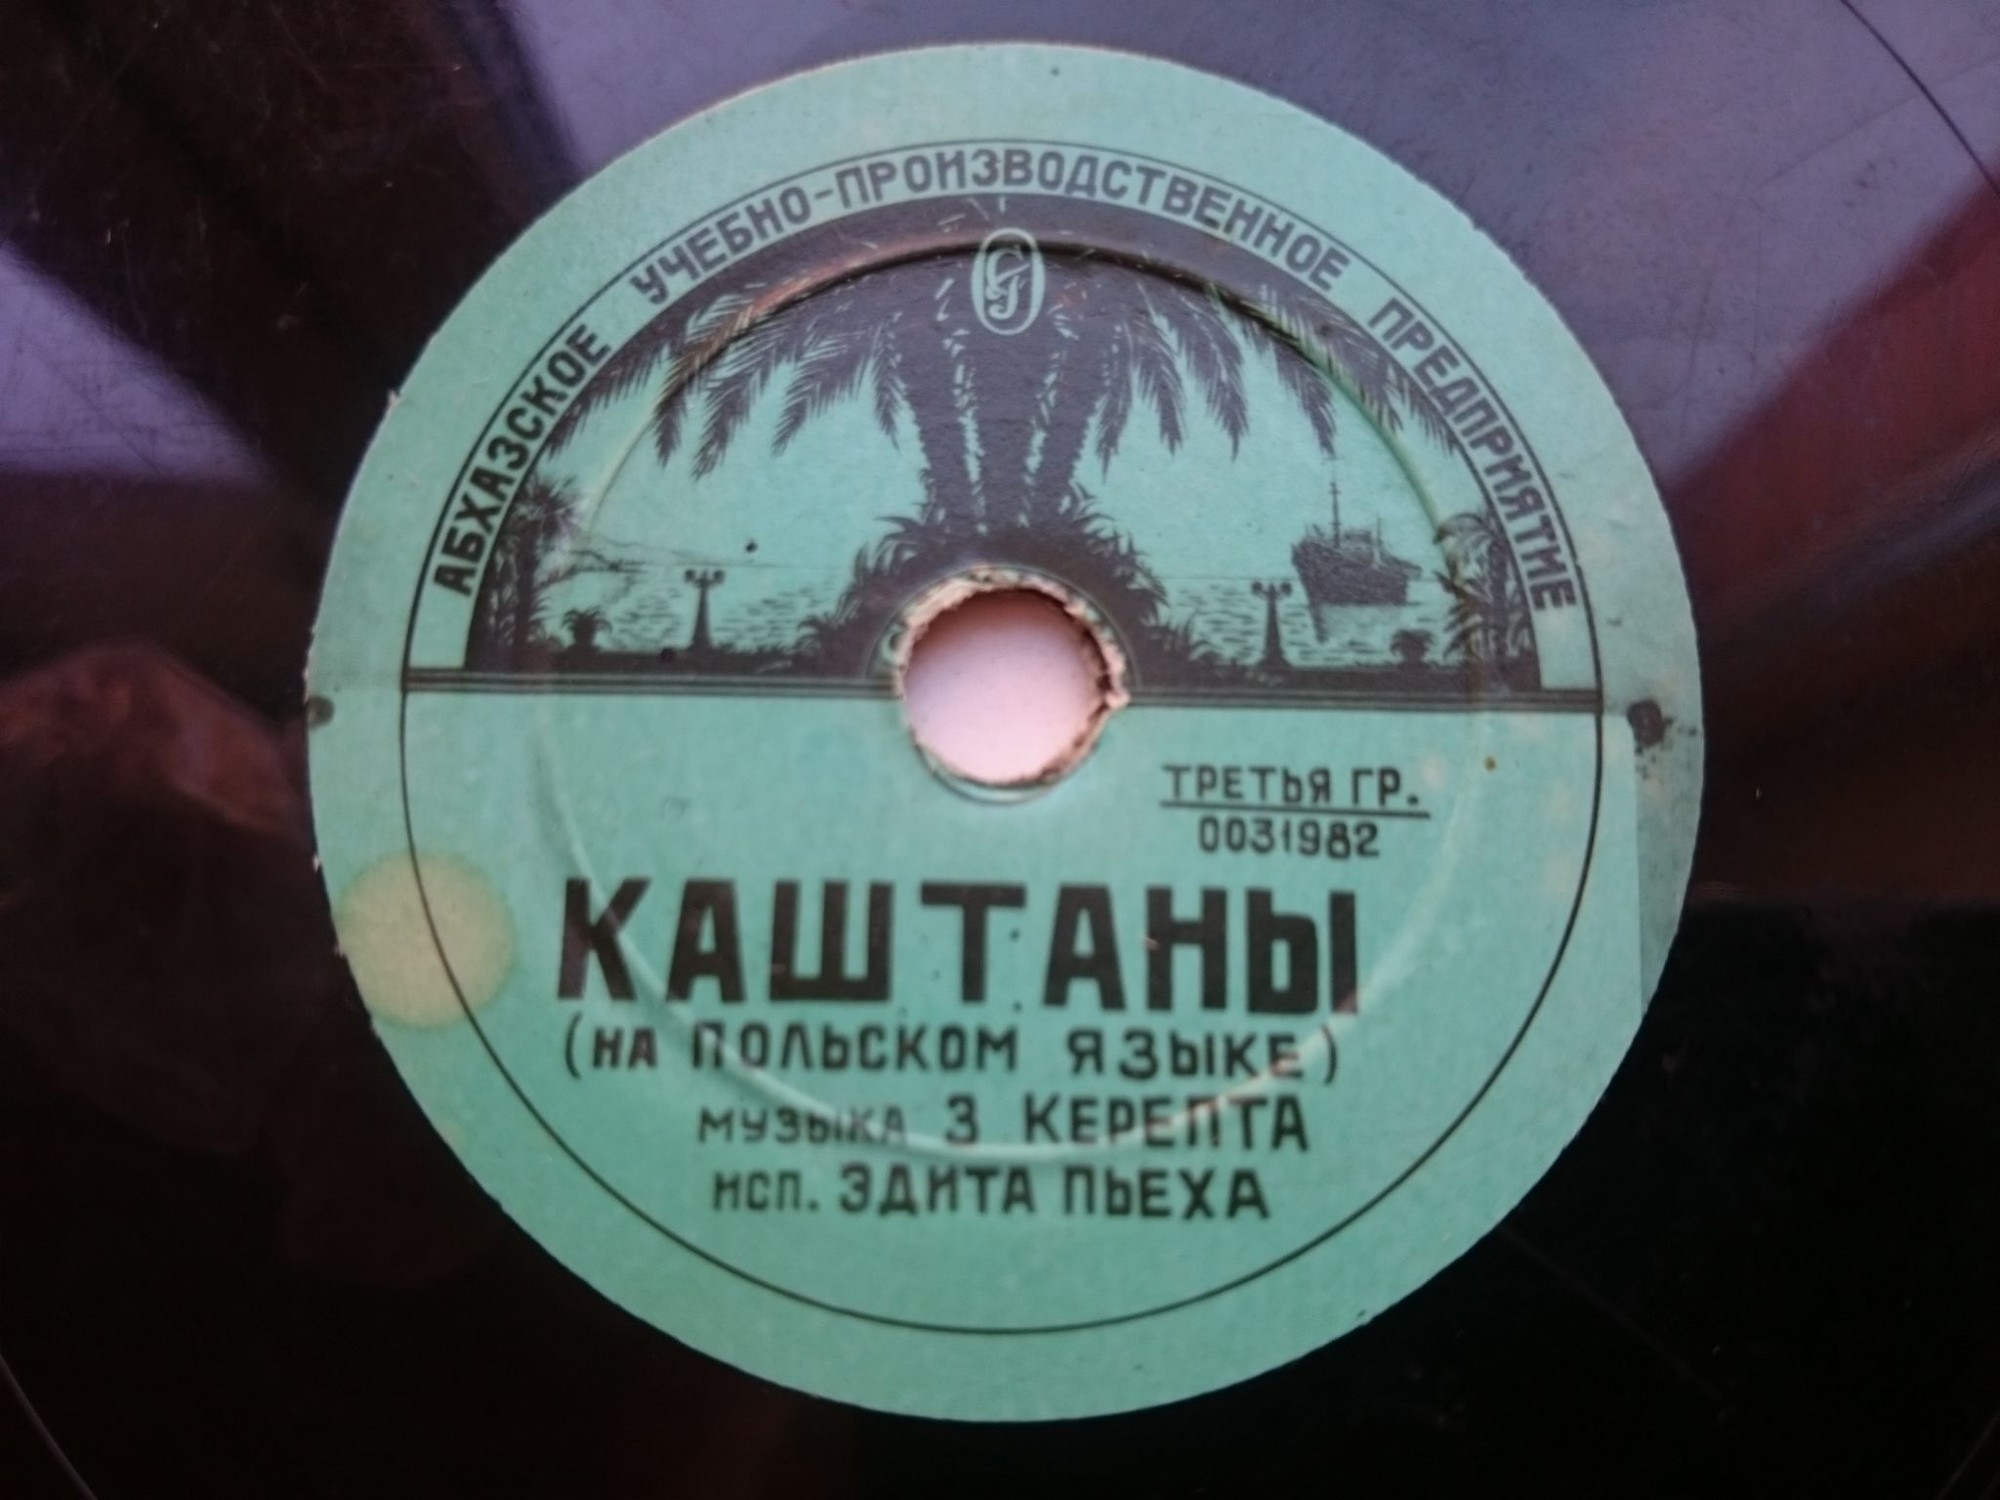 АБХАЗСКОЕ УЧЕБНО-ПРОИЗВОДСТВЕННОЕ ПРЕДПРИЯТИЕ
ТРЕТЬЯ ГР.
0031982
КАШТАНЫ
(НА ПОЛЬСКОМ ЯЗЫКЕ)
МУЗЫКА З КЕРЕПТА
ИСП. ЭДИТА ПЬЕХА